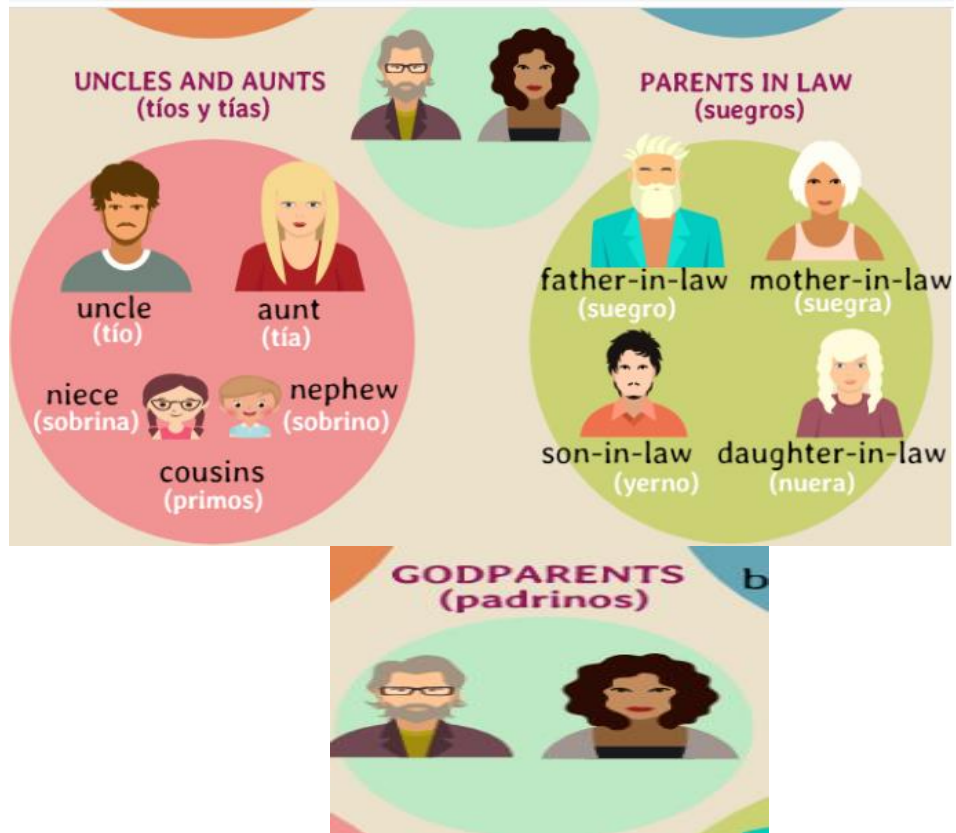 UNCLES AND AUNTS
(tíos y tías)
uncle
(tío)
aunt
(tía)
niece
(sobrina)
nephew
(sobrino)
cousins
(primos)
PARENTS IN LAW
(suegros)
father-in-law
(suegro)
mother-in-law
(suegra)
son-in-law
(yerno)
daughter-in-law
(nuera)
GODPARENTS
(padrinos)
b